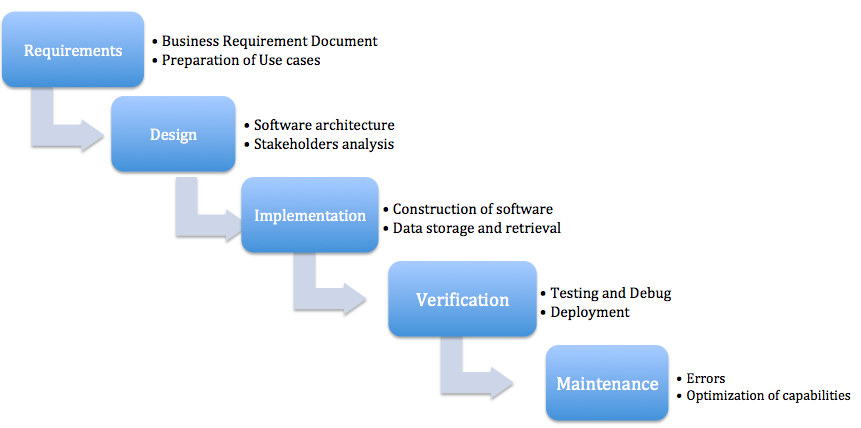 Requirements
• Business Requirement Document
• Preparation of Use cases
Design
• Software architecture
• Stakeholders analysis
Implementation
• Construction of software
• Data storage and retrieval
Verification
• Testing and Debug
• Deployment
Maintenance
• Errors
• Optimization of capabilities